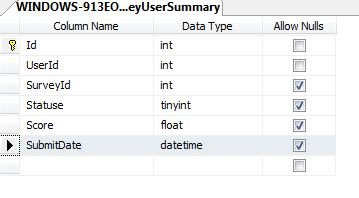 WINDOWS-913EO...eyUserSummary
Column Name Data Type Allow Nulls
Id int
UserId int
SurveyId int
Statuse tinyint
Score float
SubmitDate datetime